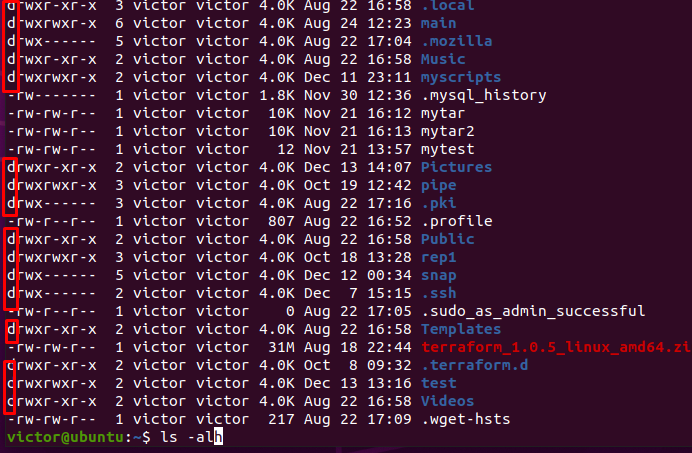 drwxr-xr-x 3 victor victor 4.0K Aug 22 16:58 .local
drwxrwxr-x 6 victor victor 4.0K Aug 24 12:23 main
drwx------ 5 victor victor 4.0K Aug 22 17:04 .mozilla
drwxr-xr-x 2 victor victor 4.0K Aug 22 16:58 Music
drwxrwxr-x 2 victor victor 4.0K Dec 11 23:11 myscripts
-rw------- 1 victor victor 1.8K Nov 30 12:36 .mysql_history
-rw-rw-r-- 1 victor victor 10K Nov 21 16:12 mytar
-rw-rw-r-- 1 victor victor 10K Nov 21 16:13 mytar2
-rw-rw-r-- 1 victor victor 12 Nov 21 13:57 mytest
drwxr-xr-x 2 victor victor 4.0K Dec 13 14:07 Pictures
drwxrwxr-x 3 victor victor 4.0K Oct 19 12:42 pipe
drwx------ 3 victor victor 4.0K Aug 22 17:16 .pki
-rw-r--r-- 1 victor victor 807 Aug 22 16:52 .profile
drwxr-xr-x 2 victor victor 4.0K Aug 22 16:58 Public
drwxrwxr-x 3 victor victor 4.0K Oct 18 13:28 rep1
drwx------ 5 victor victor 4.0K Dec 12 00:34 snap
drwx------ 2 victor victor 4.0K Dec 7 15:15 .ssh
-rw-r--r-- 1 victor victor 0 Aug 22 17:05 .sudo_as_admin_successful
drwxr-xr-x 2 victor victor 4.0K Aug 22 16:58 Templates
-rw-rw-r-- 1 victor victor 31M Aug 18 22:44 terraform_1.0.5_linux_amd64.zi
drwxr-xr-x 2 victor victor 4.0K Oct 8 09:32 .terraform.d
drwxrwxr-x 2 victor victor 4.0K Dec 13 13:16 test
drwxr-xr-x 2 victor victor 4.0K Aug 22 16:58 Videos
-rw-rw-r-- 1 victor victor 217 Aug 22 17:09 .wget-hsts
victor@ubuntu:~$ ls -alh